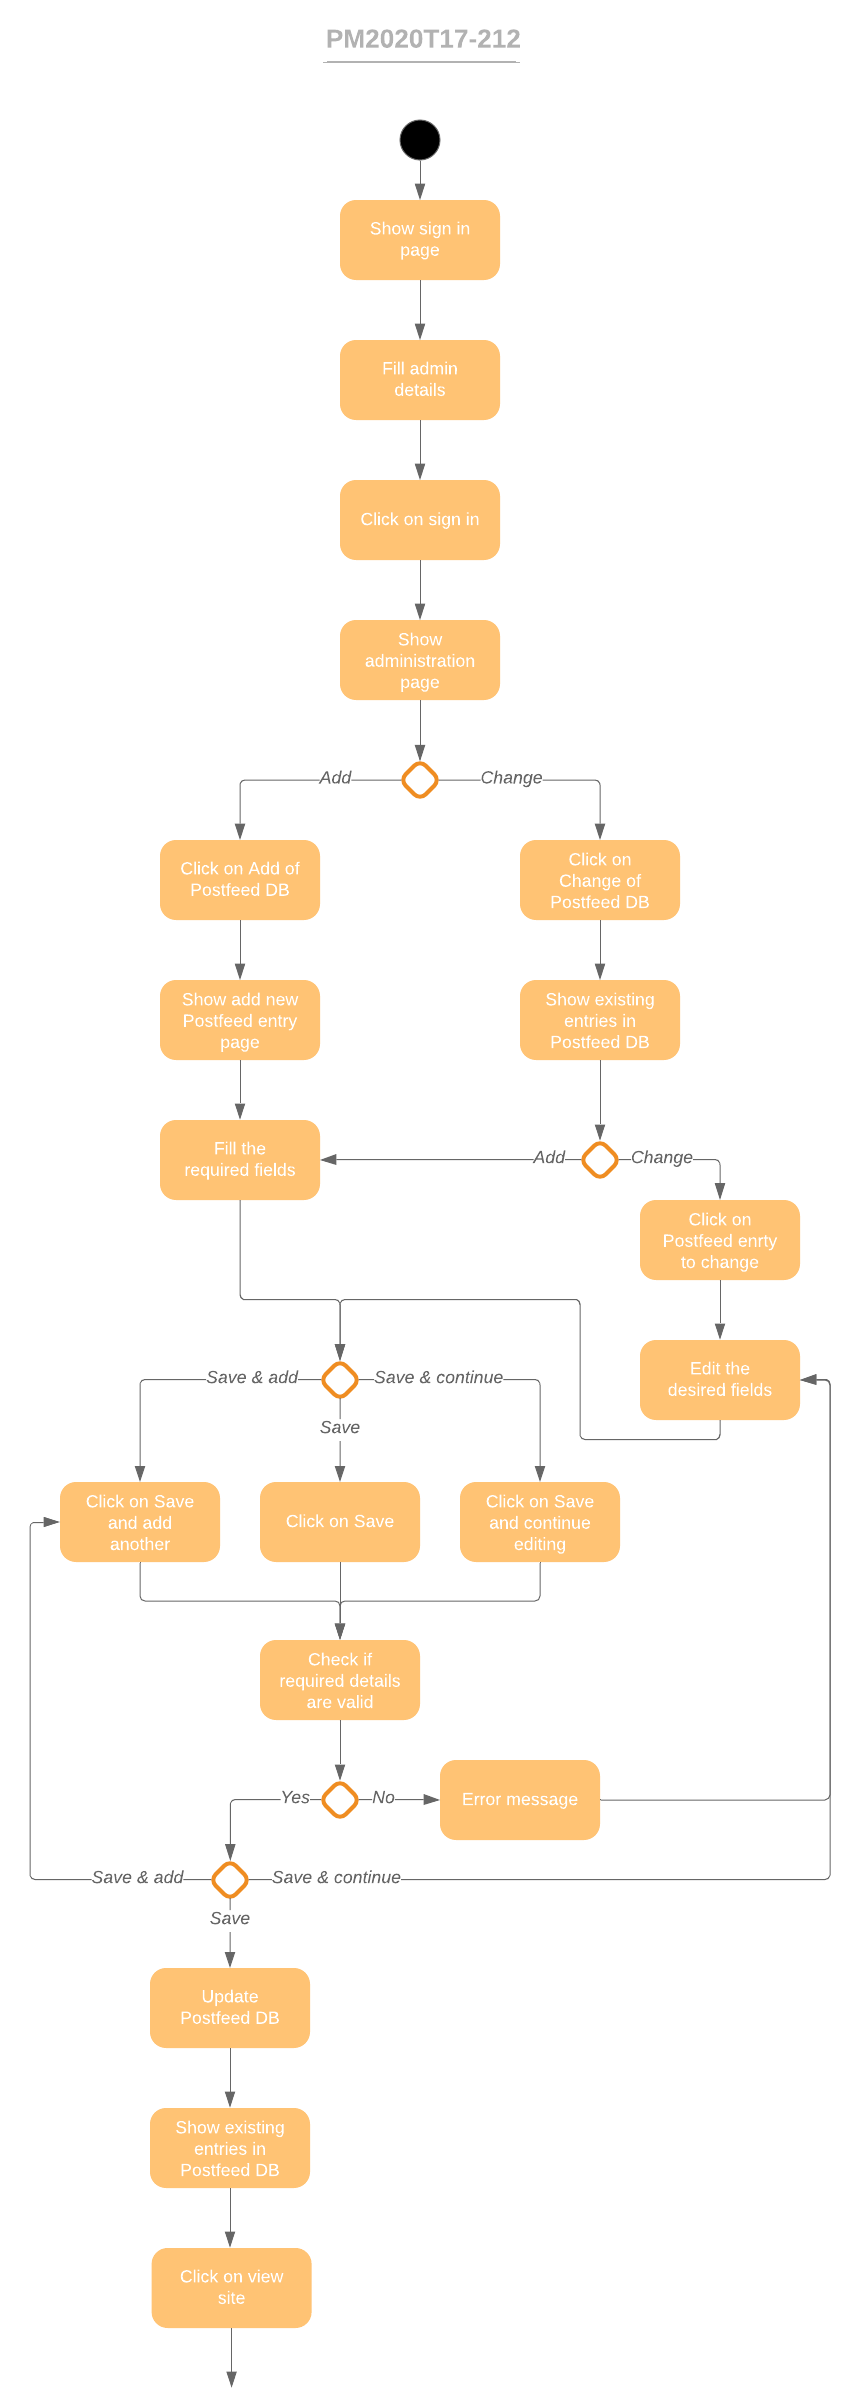 PM2020T17-212
Show sign in
page
Fill admin
details
Click on sign in
Show
administration
page
Add
Change
Click on Add of
Postfeed DB
Click on
Change of
Postfeed DB
Show add new
Postfeed entry
page
Show existing
entries in
Postfeed DB
Fill the
required fields
Add
Change
Click on
Postfeed enrty
to change
Edit the
desired fields
Save & add
Save & continue
Save
Click on Save
and add
another
Click on Save
Click on Save
and continue
editing
Check if
required details
are valid
Yes
No
Error message
Save & add
Save & continue
Save
Update
Postfeed DB
Show existing
entries in
Postfeed DB
Click on view
site